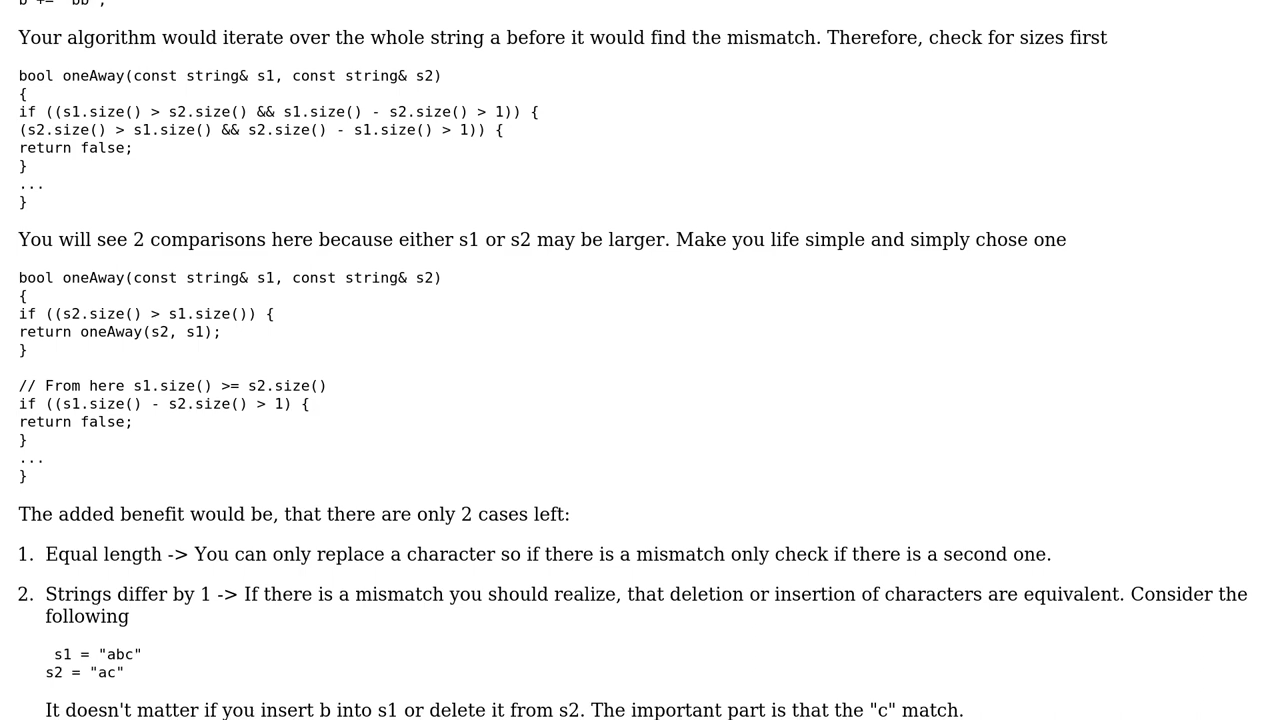 b += "bb";
Your algorithm would iterate over the whole string a before it would find the mismatch. Therefore, check for sizes first
bool oneAway(const string& s1, const string& s2)
{
if ((s1.size() > s2.size() && s1.size() - s2.size() > 1)) {
(s2.size() > s1.size() && s2.size() - s1.size() > 1)) {
return false;
}
...
}
You will see 2 comparisons here because either s1 or s2 may be larger. Make you life simple and simply chose one
bool oneAway(const string& s1, const string& s2)
{
if ((s2.size() > s1.size()) {
return oneAway(s2, s1);
}
// From here s1.size() >= s2.size()
if ((s1.size() - s2.size() > 1) {
return false;
}
...
}
The added benefit would be, that there are only 2 cases left:
1. Equal length -> You can only replace a character so if there is a mismatch only check if there is a second one.
2. Strings differ by 1 -> If there is a mismatch you should realize, that deletion or insertion of characters are equivalent. Consider the
following
s1 = "abc"
s2 = "ac"
It doesn't matter if you insert b into s1 or delete it from s2. The important part is that the "c" match.